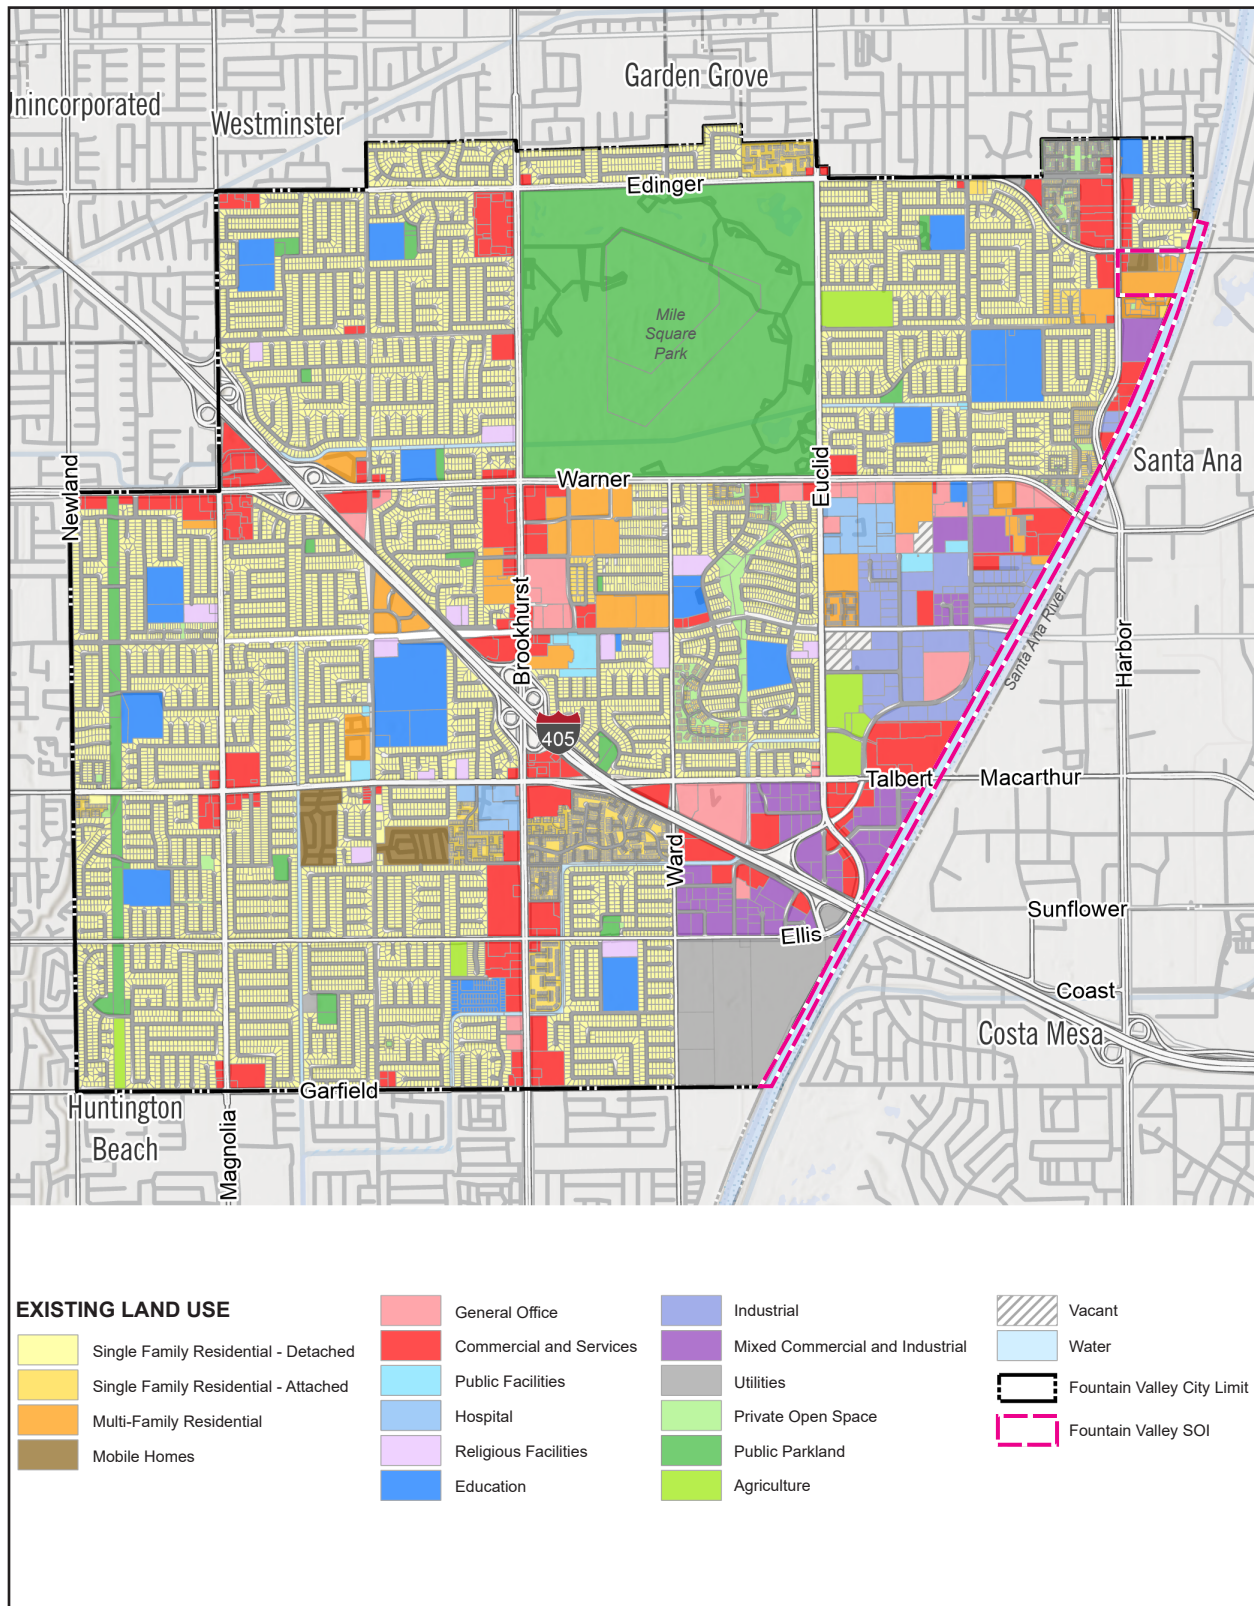 Garden Grove
Unincorporated
Westminster
Edinger
Mile
Square
Park
Santa Ana
Newland
Warner
Euclid
Brookhurst
Santa Ana River
Harbor
405
Talbert
Macarthur
Ward
Sunflower
Ellis
Coast
Costa Mesa
Garfield
Huntington
Beach
Magnolia
EXISTING LAND USE
Single Family Residential - Detached
Single Family Residential - Attached
Multi-Family Residential
Mobile Homes
General Office
Commercial and Services
Public Facilities
Hospital
Religious Facilities
Education
Industrial
Mixed Commercial and Industrial
Utilities
Private Open Space
Public Parkland
Agriculture
Vacant
Water
Fountain Valley City Limit
Fountain Valley SOI